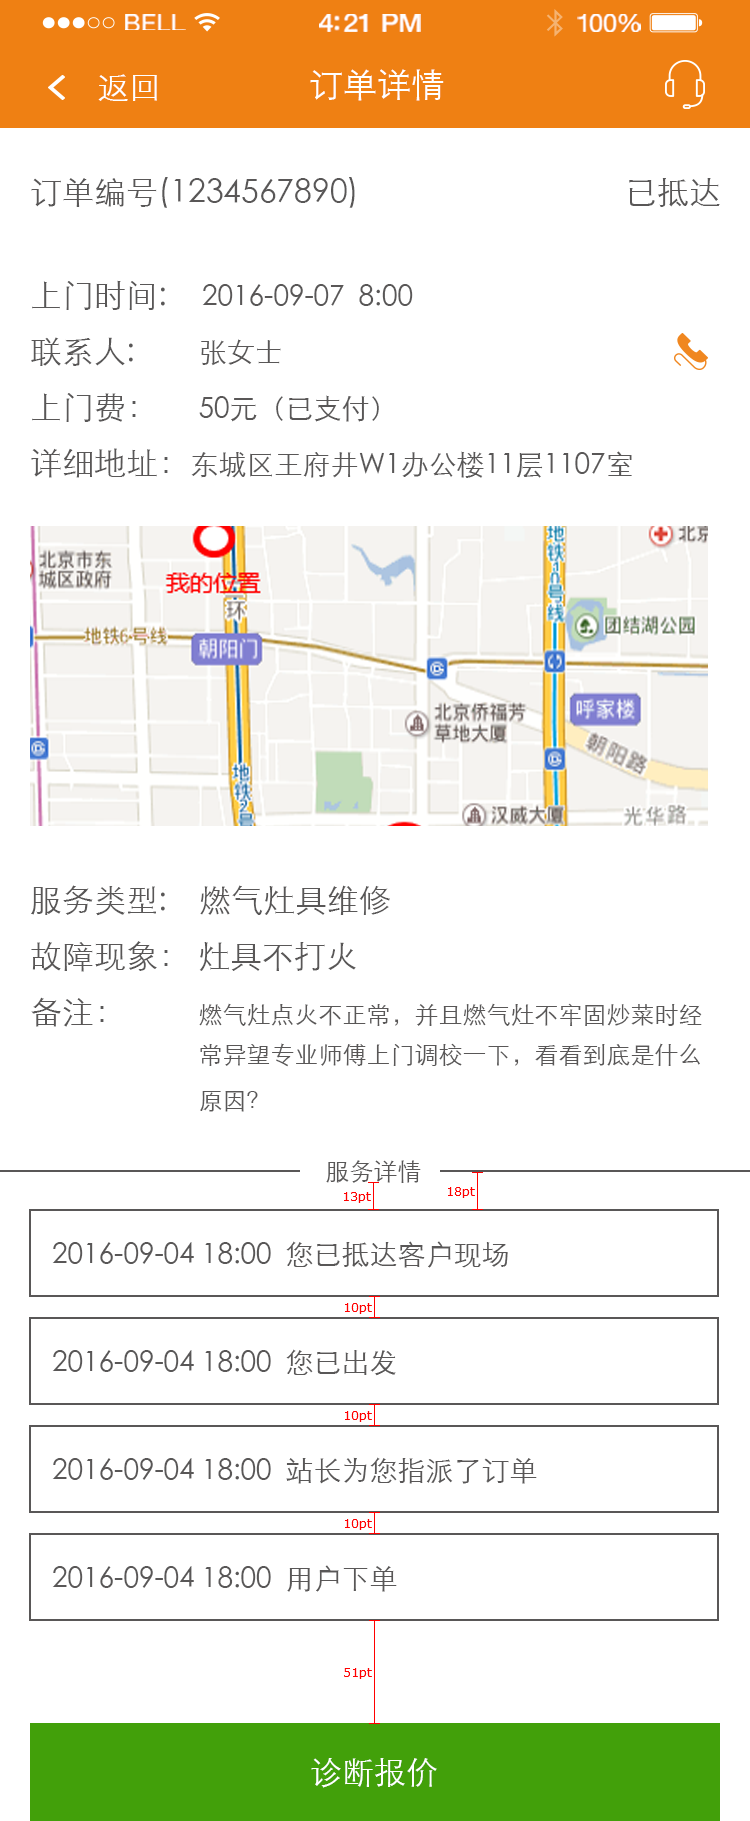 BELL 4:21 PM 100%
返回 订单详情
订单编号(1234567890) 已抵达
上门时间: 2016-09-07 8:00
联系人: 张女士
上门费: 50元（已支付）
详细地址: 东城区王府井W1办公楼11层1107室
北京市东
城区政府
我的位置
环
地铁10号线
北京
地铁6号线
朝阳门
团结湖公园
呼家楼
北京侨福芳
草地大厦
朝阳路
地铁2号
汉威大厦
光华路
服务类型: 燃气灶具维修
故障现象: 灶具不打火
备注: 燃气灶点火不正常，并且燃气灶不牢固炒菜时经
常异望专业师傅上门调校一下，看看到底是什么
原因？
服务详情
13pt 18pt
2016-09-04 18:00 您已抵达客户现场
10pt
2016-09-04 18:00 您已出发
10pt
2016-09-04 18:00 站长为您指派了订单
10pt
2016-09-04 18:00 用户下单
51pt
诊断报价